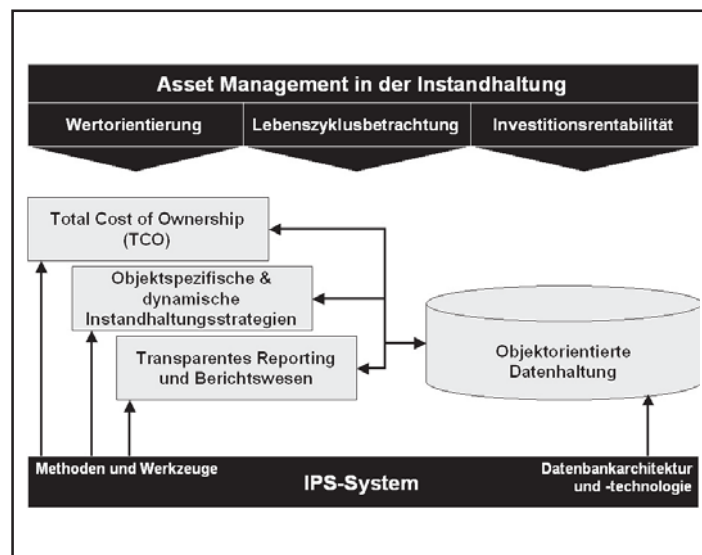 Asset Management in der Instandhaltung
Wertorientierung
Lebenszyklusbetrachtung
Investitionsrentabilität
Total Cost of Ownership
(TCO)
Objektspezifische &
dynamische
Instandhaltungsstrategien
Transparentes Reporting
und Berichtswesen
Objektorientierte
Datenhaltung
Methoden und Werkzeuge
IPS-System
Datenbankarchitektur
und -technologie